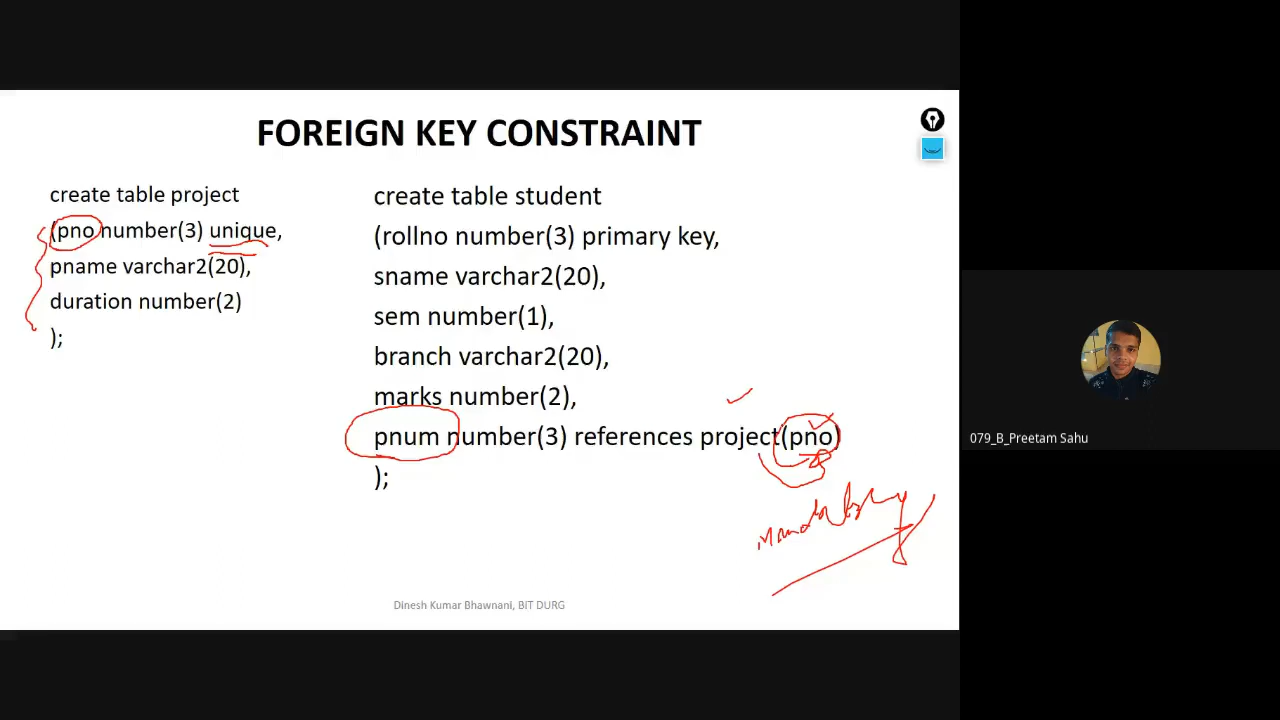 FOREIGN KEY CONSTRAINT
create table project
(pno number(3) unique,
pname varchar2(20),
duration number(2)
);
create table student
(rollno number(3) primary key,
sname varchar2(20),
sem number(1),
branch varchar2(20),
marks number(2),
pnum number(3) references project(pno)
);
mandatory
Dinesh Kumar Bhawnani, BIT DURG
079_B_Preetam Sahu